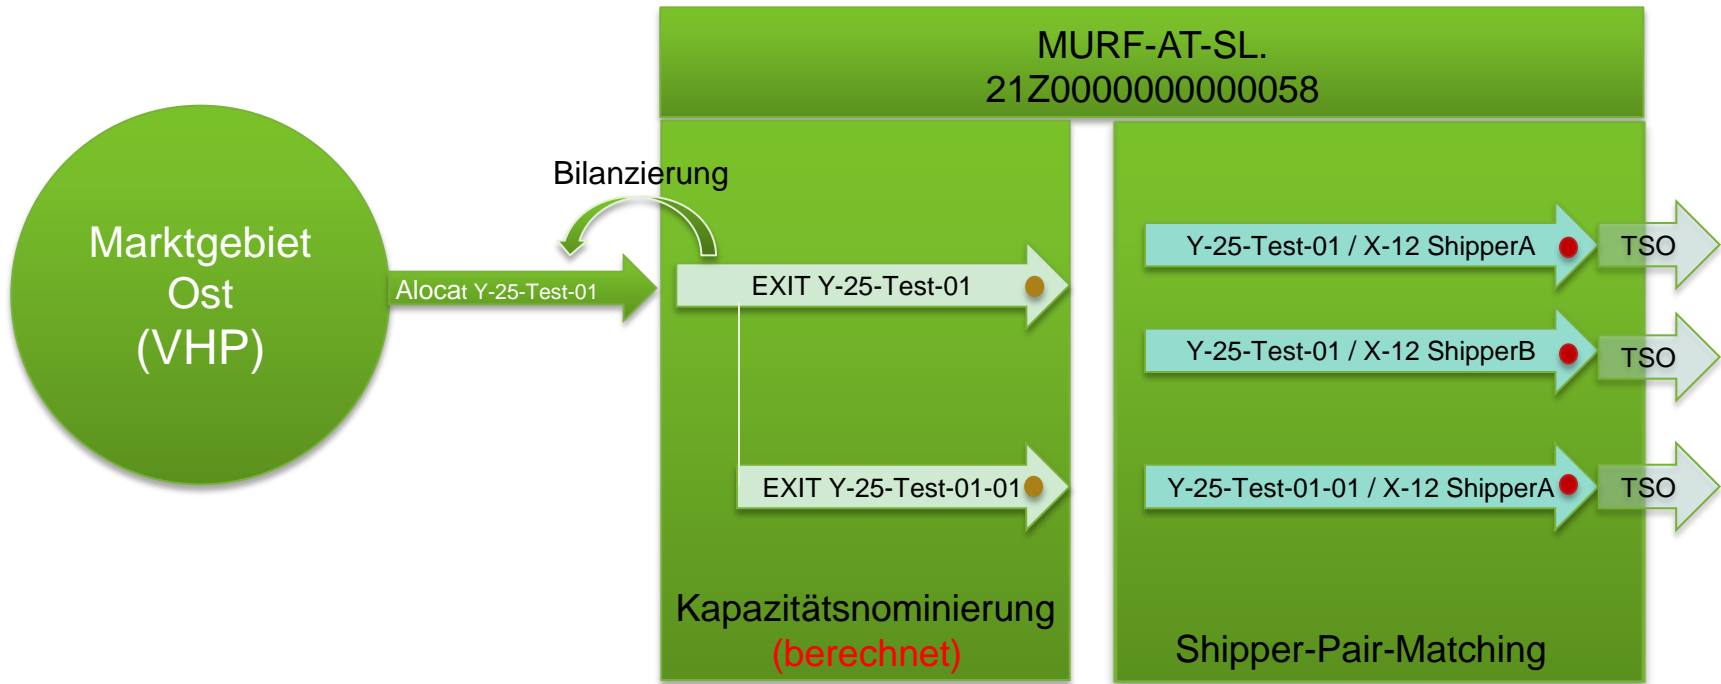 MURF-AT-SL.
21Z0000000000058
Bilanzierung
Marktgebiet
Ost
(VHP)
Alocat Y-25-Test-01
EXIT Y-25-Test-01
EXIT Y-25-Test-01-01
Kapazitätsnominierung
(berechnet)
Y-25-Test-01 / X-12 ShipperA
TSO
Y-25-Test-01 / X-12 ShipperB
TSO
Y-25-Test-01-01 / X-12 ShipperA
TSO
Shipper-Pair-Matching